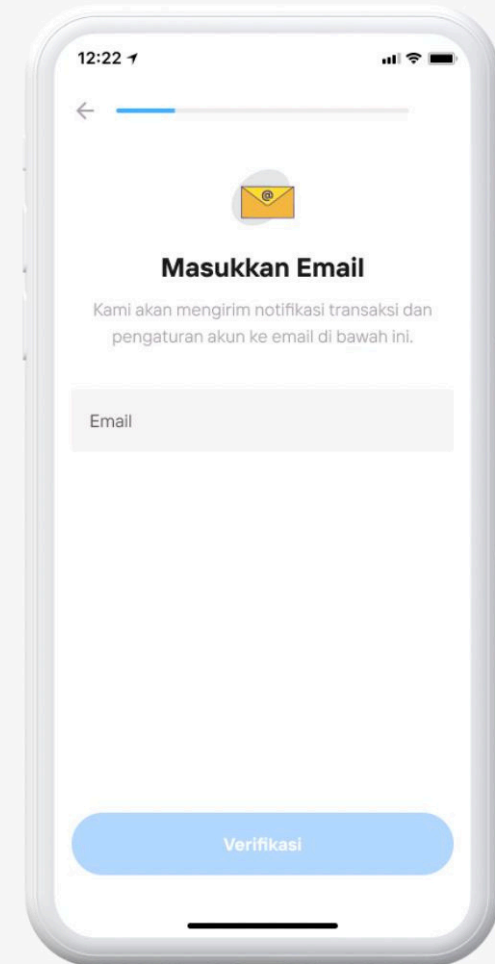 12:22
@
Masukkan Email
Kami akan mengirim notifikasi transaksi dan
pengaturan akun ke email di bawah ini.
Email
Verifikasi